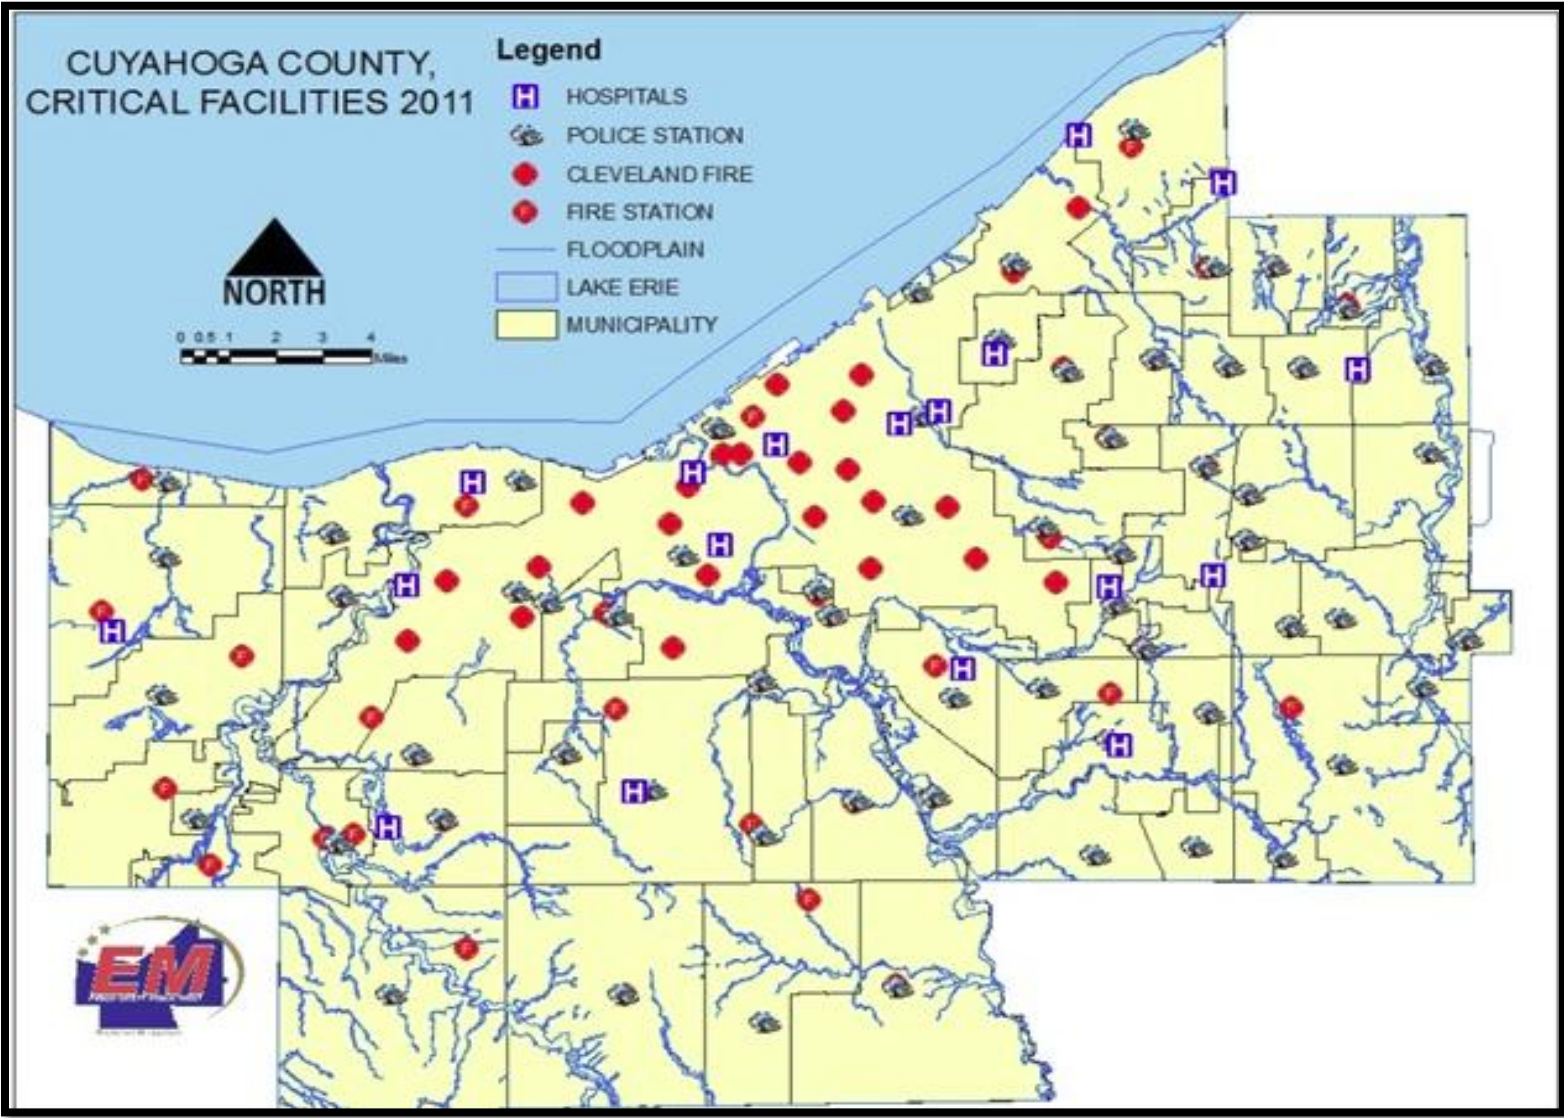 CUYAHOGA COUNTY,
CRITICAL FACILITIES 2011
Legend
H HOSPITALS
POLICE STATION
CLEVELAND FIRE
F FIRE STATION
FLOODPLAIN
LAKE ERIE
MUNICIPALITY
NORTH
0 0.5 1 2 3 4
Miles
EM